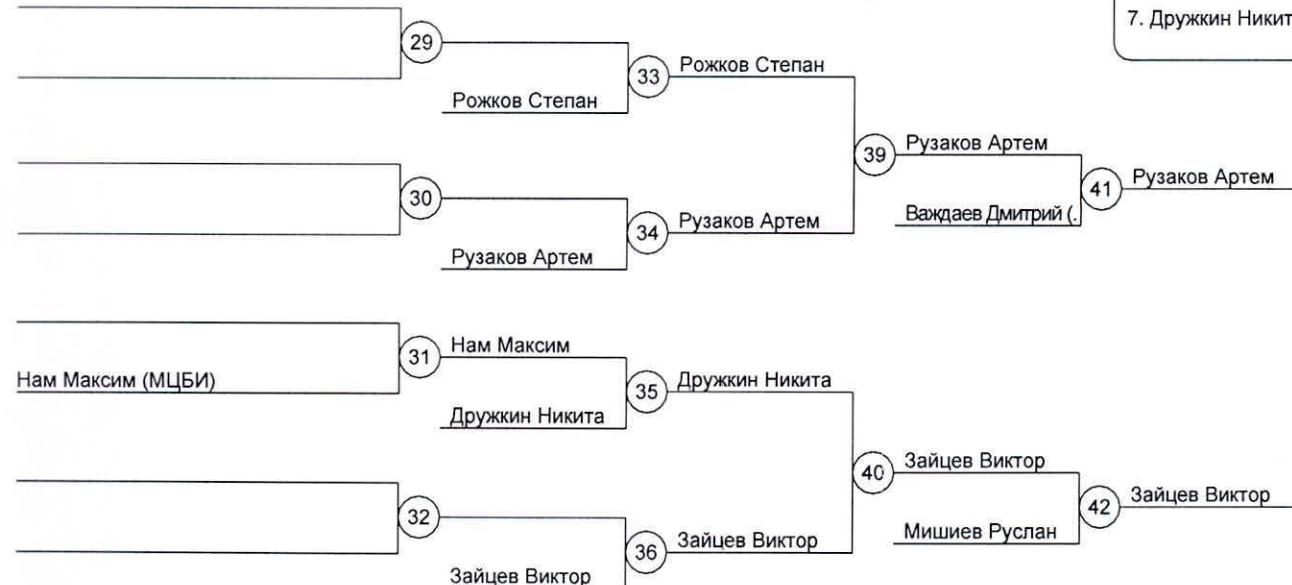 7. Дружкин Никит
29
33
Рожков Степан
Рожков Степан
39
Рузаков Артем
30
41
Рузаков Артем
Важдаев Дмитрий (.
34
Рузаков Артем
Рузаков Артем
31
Нам Максим
Нам Максим (МЦБИ)
35
Дружкин Никита
Дружкин Никита
40
Зайцев Виктор
32
42
Зайцев Виктор
Мишиев Руслан
36
Зайцев Виктор
Зайцев Виктор